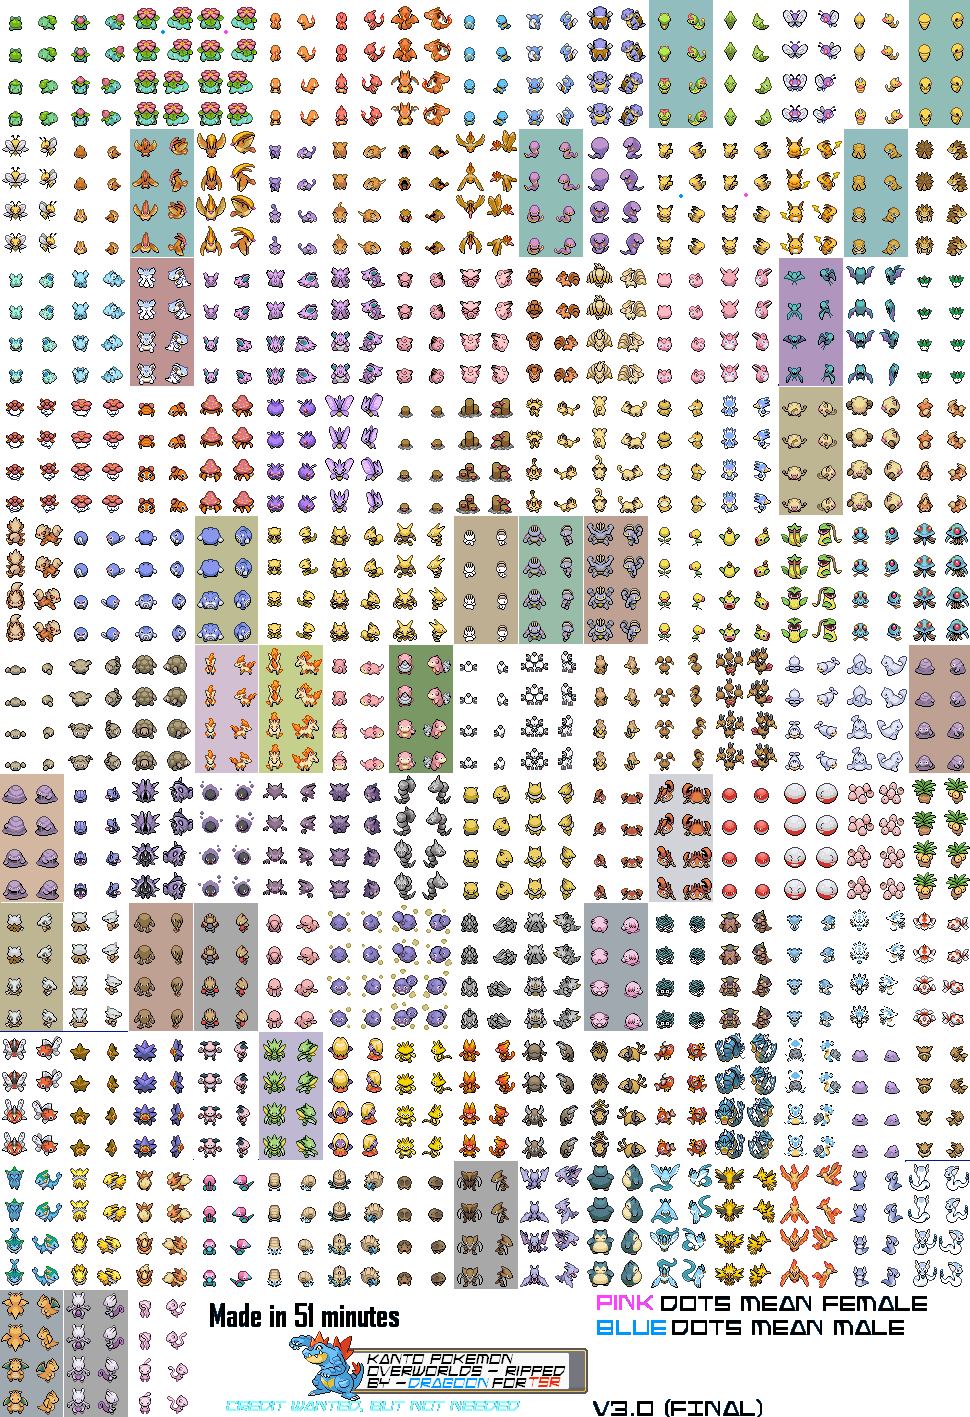 Made in 51 minutes
PINK DOTS MEAN FEMALE
BLUE DOTS MEAN MALE
KANTO POKEMON
OVERWORLDS - RIPPED
BY - DRAGOON FOR TSR
CREDIT WANTED, BUT NOT NEEDED
V3.0 (FINAL)